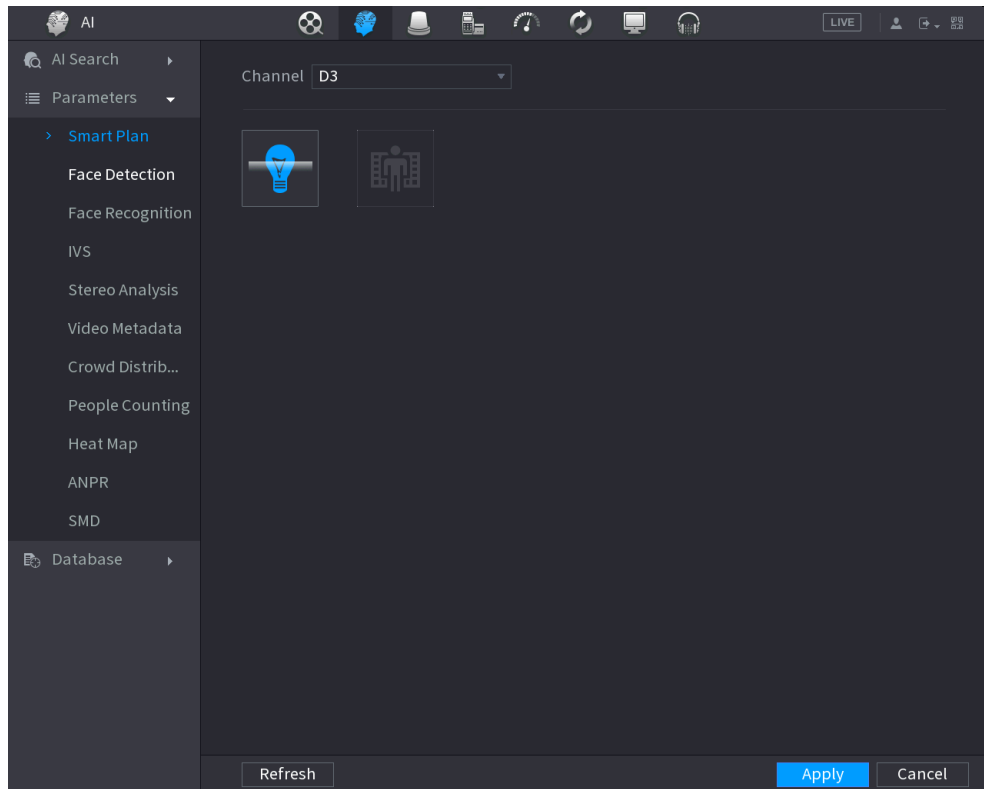 AI
LIVE
AI Search
Parameters
Smart Plan
Face Detection
Face Recognition
IVS
Stereo Analysis
Video Metadata
Crowd Distrib...
People Counting
Heat Map
ANPR
SMD
Database
Channel D3
Refresh
Apply
Cancel